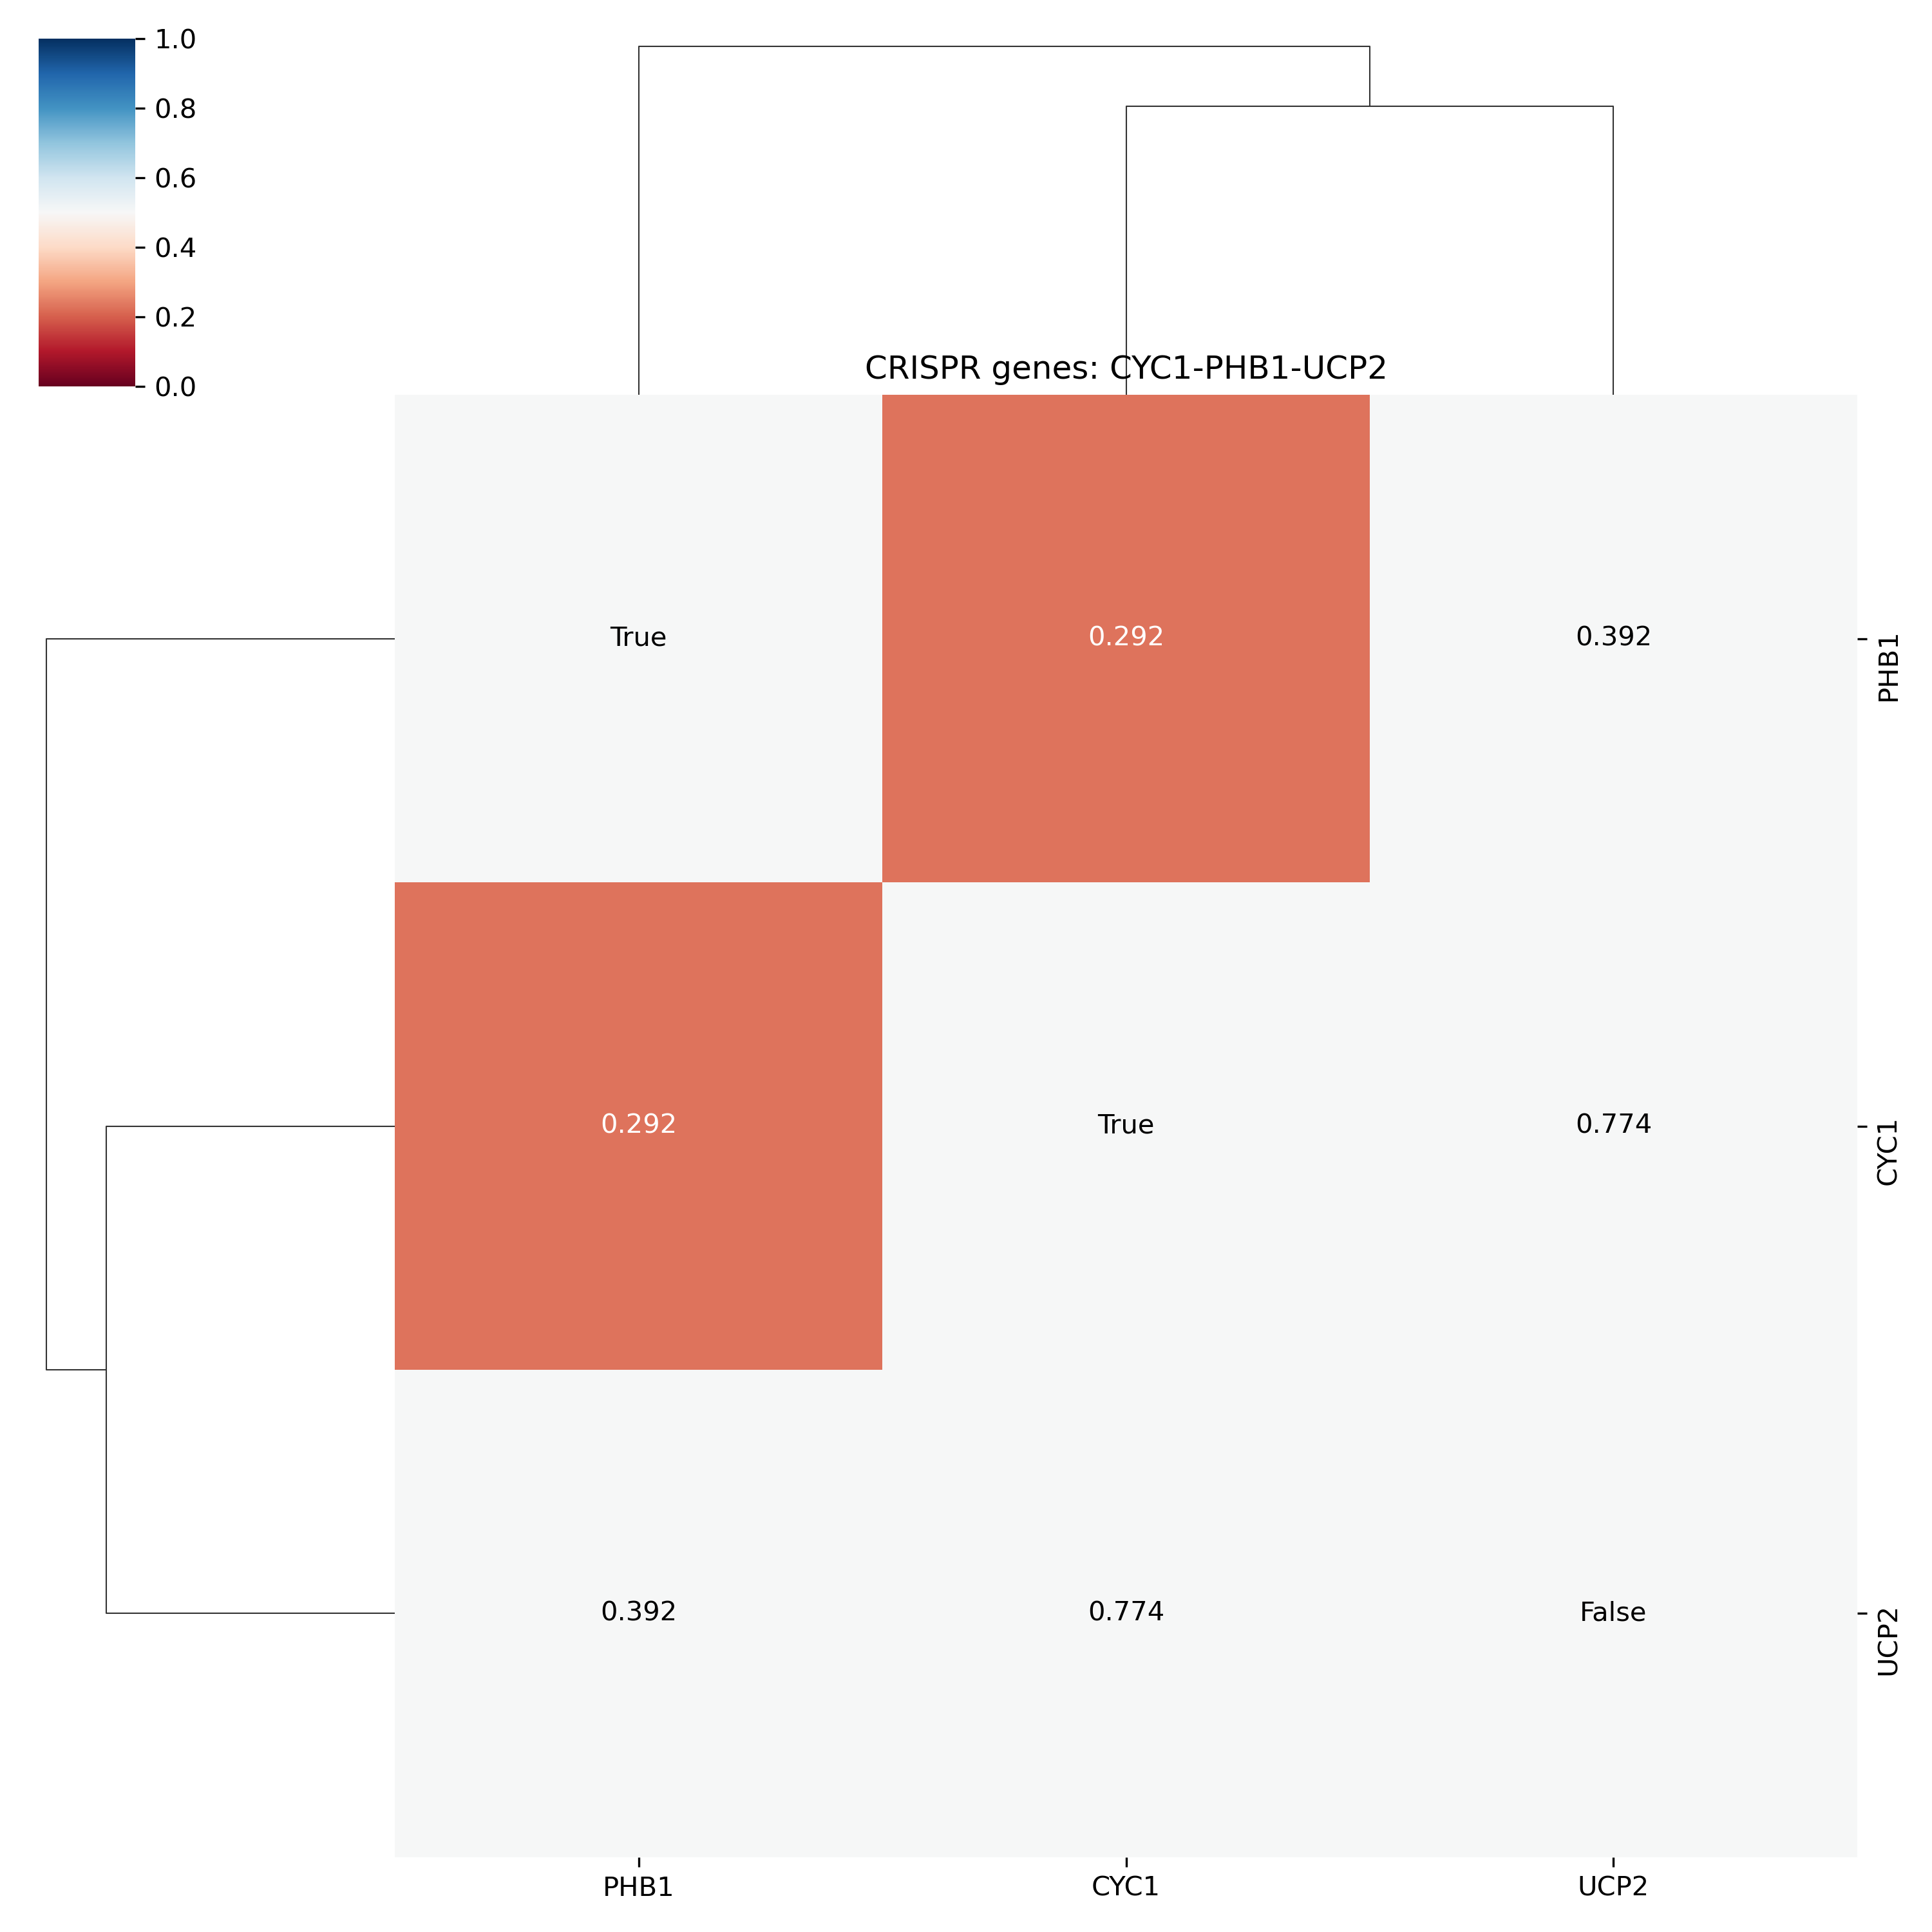 1.0
0.8
0.6
0.4
0.2
0.0
CRISPR genes: CYC1-PHB1-UCP2
True 0.292 0.392 PHB1
0.292 True 0.774 CYC1
0.392 0.774 False UCP2
PHB1 CYC1 UCP2